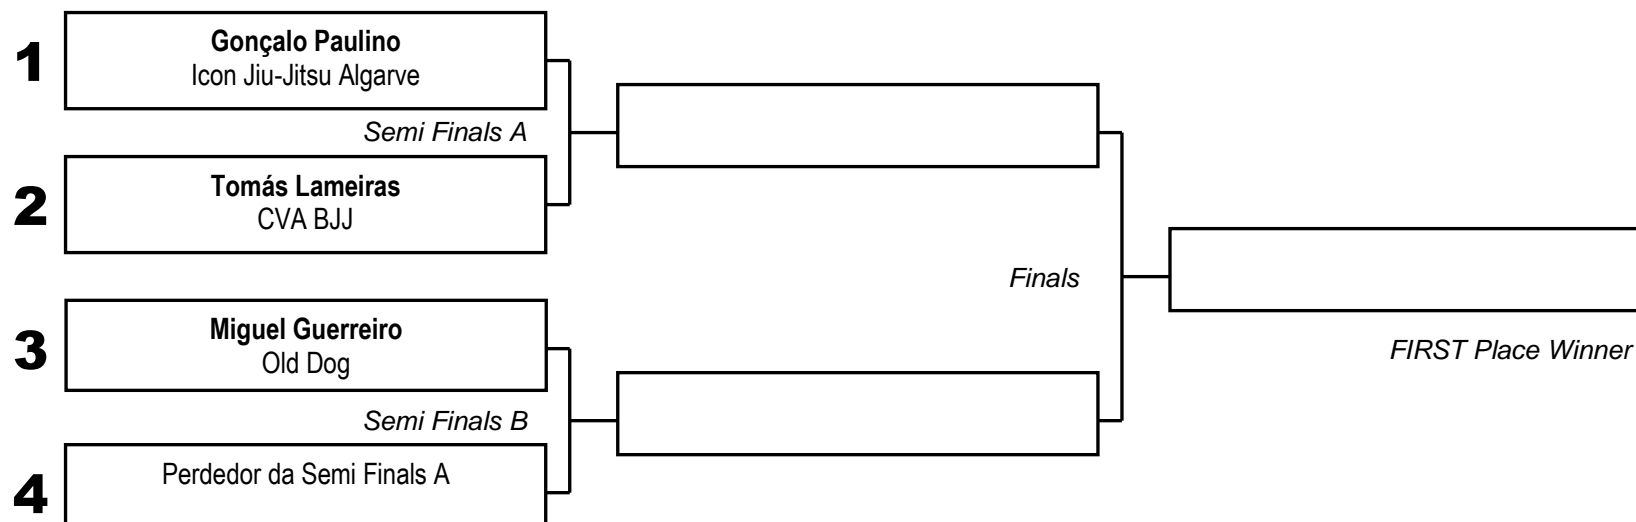 1
Gonçalo Paulino
Icon Jiu-Jitsu Algarve
Semi Finals A
2
Tomás Lameiras
CVA BJJ
3
Miguel Guerreiro
Old Dog
Semi Finals B
4
Perdedor da Semi Finals A
Finals
FIRST Place Winner